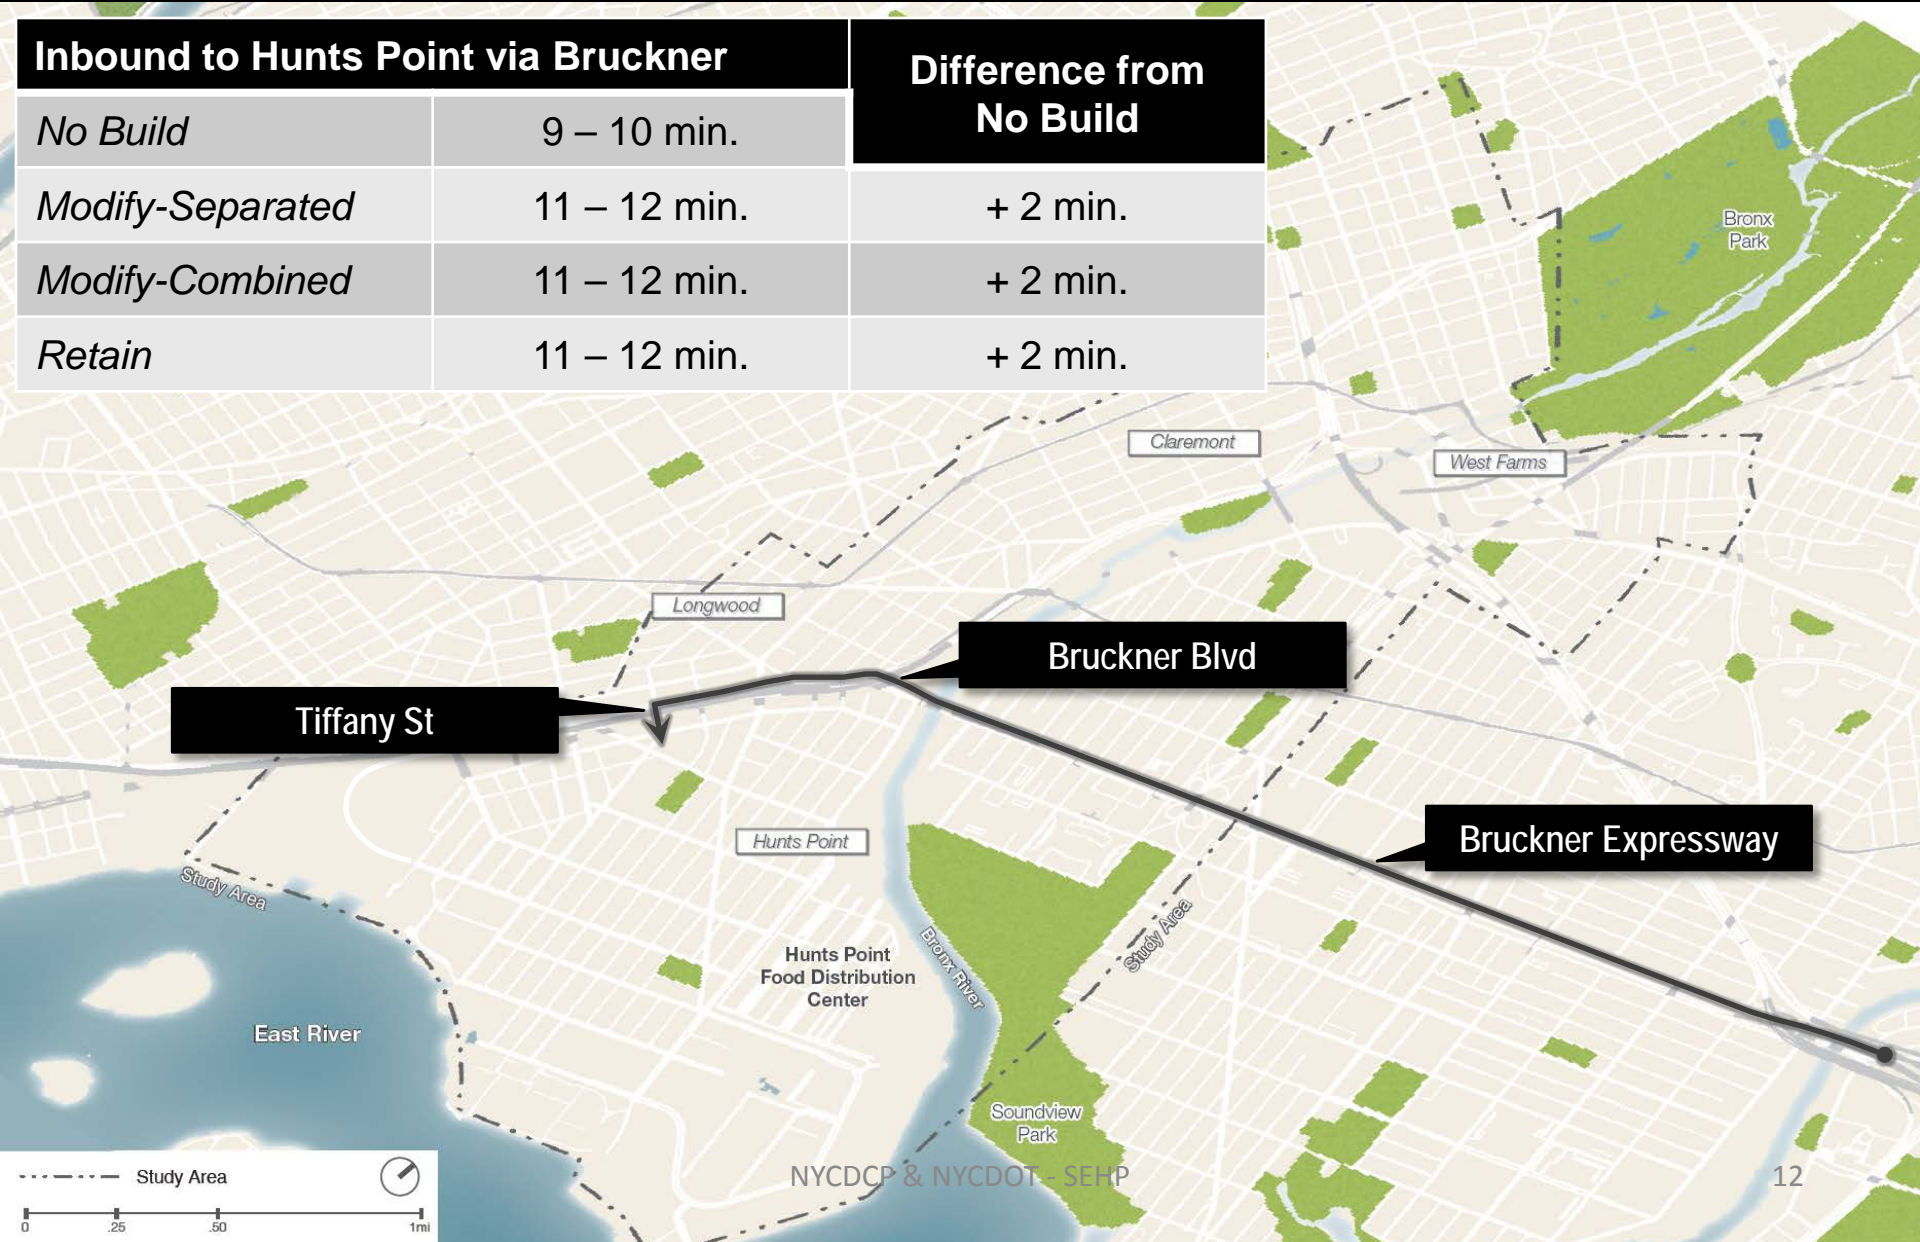 Inbound to Hunts Point via Bruckner
Difference from
No Build
No Build
9 – 10 min.
Modify-Separated
11 – 12 min.
+ 2 min.
Modify-Combined
11 – 12 min.
+ 2 min.
Retain
11 – 12 min.
+ 2 min.
Bronx
Park
Claremont
West Farms
Longwood
Bruckner Blvd
Tiffany St
Bruckner Expressway
Hunts Point
Study Area
Study Area
Bronx River
Hunts Point
Food Distribution
Center
East River
Soundview
Park
Study Area
NYCDCP & NYCDOT - SEHP
12
0
.25
.50
1mi